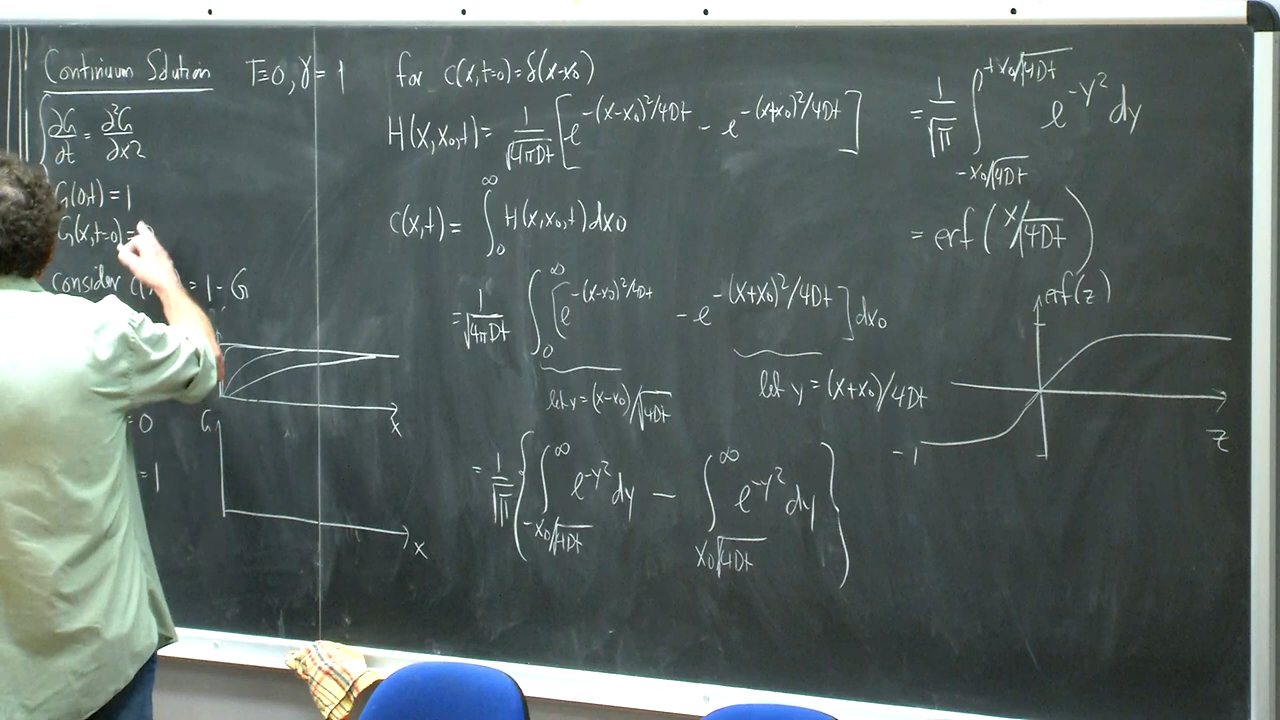 Continuum Solution T=0, γ=1
∂G/∂t = ∂²G/∂x2
G(0,t) = 1
G(x,t=0) =
consider c = 1 - G
x
= 0
G
= 1
x
for c(x,t=0) = δ(x-x0)
H(x,x0,t) = 1/√4πDt [e^-(x-x0)²/4Dt - e^-(x+x0)²/4Dt]
c(x,t) = ∫_0^∞ H(x,x0,t)dx0
= 1/√4πDt ∫_0^∞ [e^-(x-x0)²/4Dt - e^-(x+x0)²/4Dt] dx0
let y = (x-x0)/√4Dt let y = (x+x0)/4Dt
= 1/√π { ∫_-x0/√4Dt^∞ e^-y² dy - ∫_x0√4Dt^∞ e^-y² dy }
= 1/√π ∫_-x0/√4Dt^+x0/√4Dt e^-y² dy
= erf(x/√4Dt)
erf(z)
z
-1